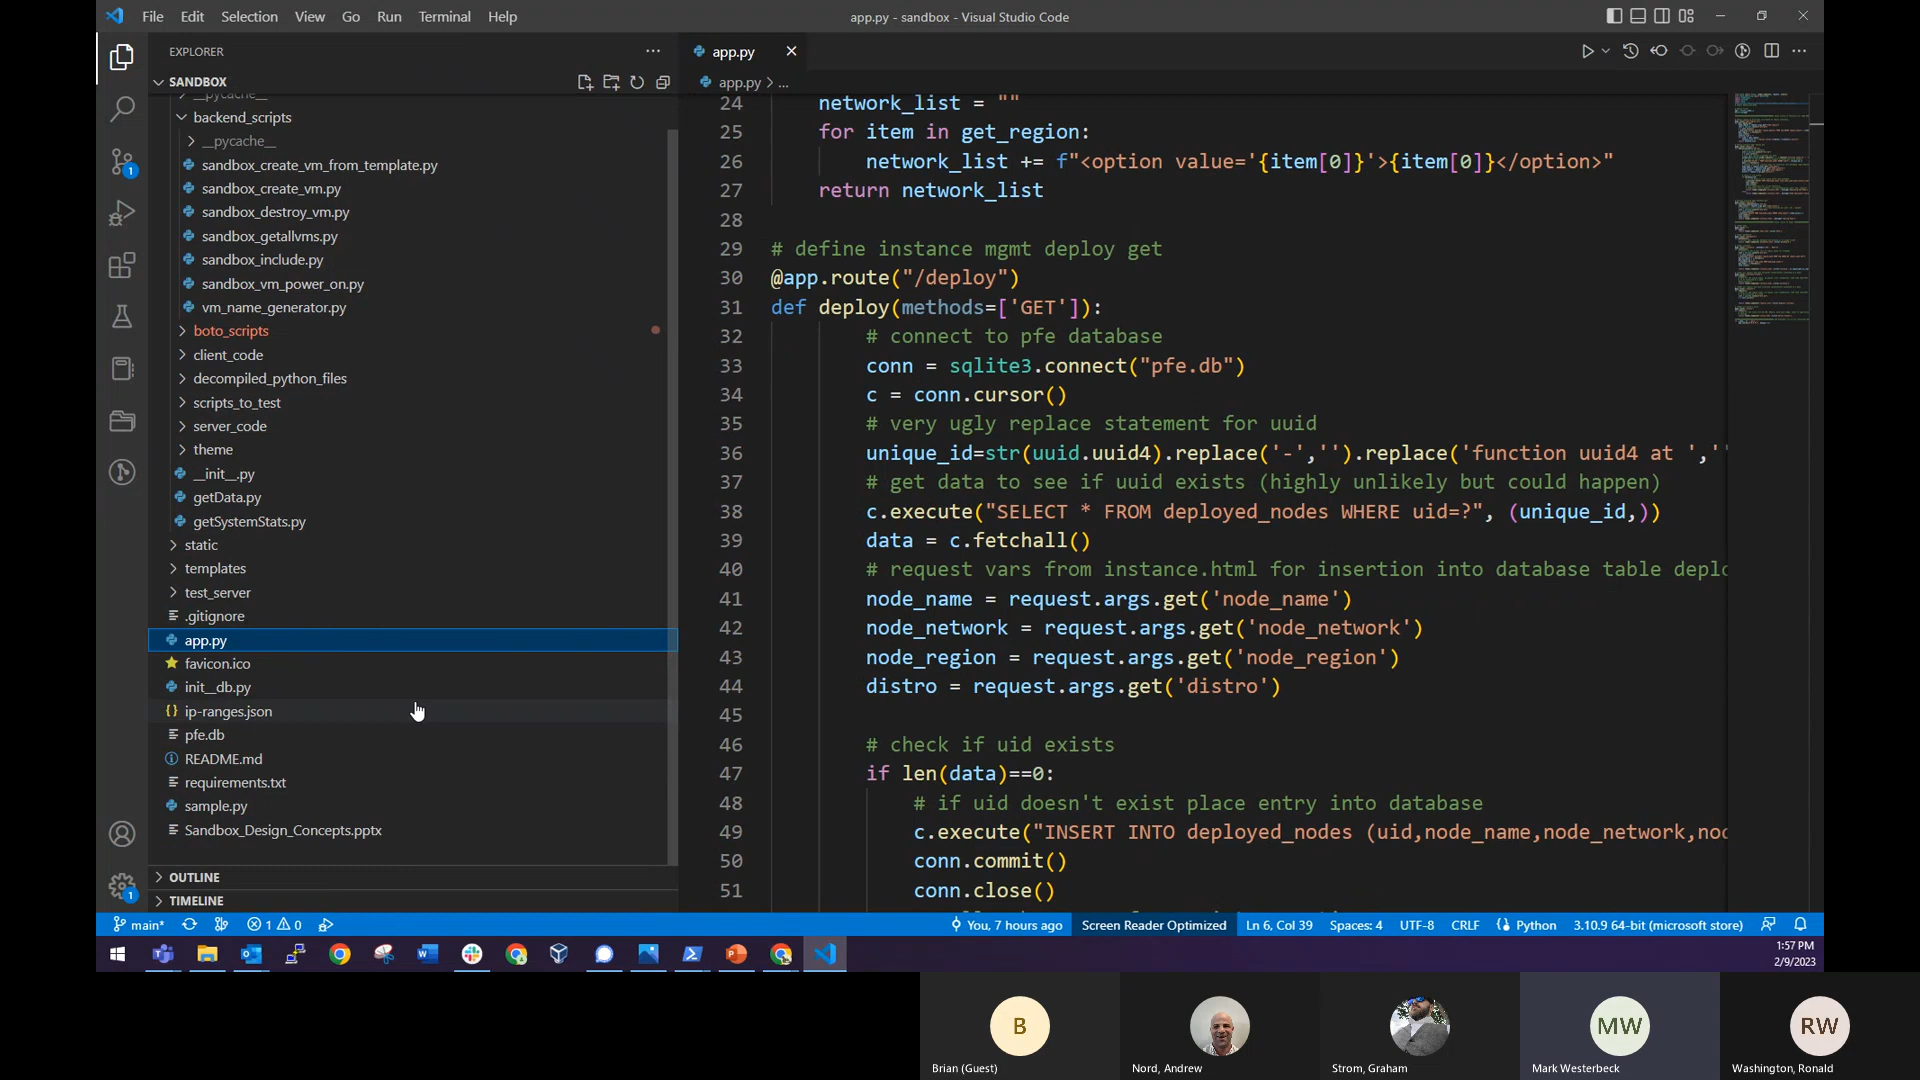 File Edit Selection View Go Run Terminal Help
app.py - sandbox - Visual Studio Code
EXPLORER
SANDBOX
__pycache__
backend_scripts
__pycache__
sandbox_create_vm_from_template.py
sandbox_create_vm.py
sandbox_destroy_vm.py
sandbox_getallvms.py
sandbox_include.py
sandbox_vm_power_on.py
vm_name_generator.py
boto_scripts
client_code
decompiled_python_files
scripts_to_test
server_code
theme
__init__.py
getData.py
getSystemStats.py
static
templates
test_server
.gitignore
app.py
favicon.ico
init__db.py
ip-ranges.json
pfe.db
README.md
requirements.txt
sample.py
Sandbox_Design_Concepts.pptx
OUTLINE
TIMELINE
app.py
app.py > ...
24 network_list = ""
25 for item in get_region:
26 network_list += f"<option value='{item[0]}'>{item[0]}</option>"
27 return network_list
28
29 # define instance mgmt deploy get
30 @app.route("/deploy")
31 def deploy(methods=['GET']):
32 # connect to pfe database
33 conn = sqlite3.connect("pfe.db")
34 c = conn.cursor()
35 # very ugly replace statement for uuid
36 unique_id=str(uuid.uuid4).replace('-','').replace('function uuid4 at ',''
37 # get data to see if uuid exists (highly unlikely but could happen)
38 c.execute("SELECT * FROM deployed_nodes WHERE uid=?", (unique_id,))
39 data = c.fetchall()
40 # request vars from instance.html for insertion into database table deplo
41 node_name = request.args.get('node_name')
42 node_network = request.args.get('node_network')
43 node_region = request.args.get('node_region')
44 distro = request.args.get('distro')
45
46 # check if uid exists
47 if len(data)==0:
48 # if uid doesn't exist place entry into database
49 c.execute("INSERT INTO deployed_nodes (uid,node_name,node_network,nod
50 conn.commit()
51 conn.close()
main* 1 0 You, 7 hours ago Screen Reader Optimized Ln 6, Col 39 Spaces: 4 UTF-8 CRLF Python 3.10.9 64-bit (microsoft store)
1:57 PM
2/9/2023
B MW RW
Brian (Guest) Nord, Andrew Strom, Graham Mark Westerbeck Washington, Ronald